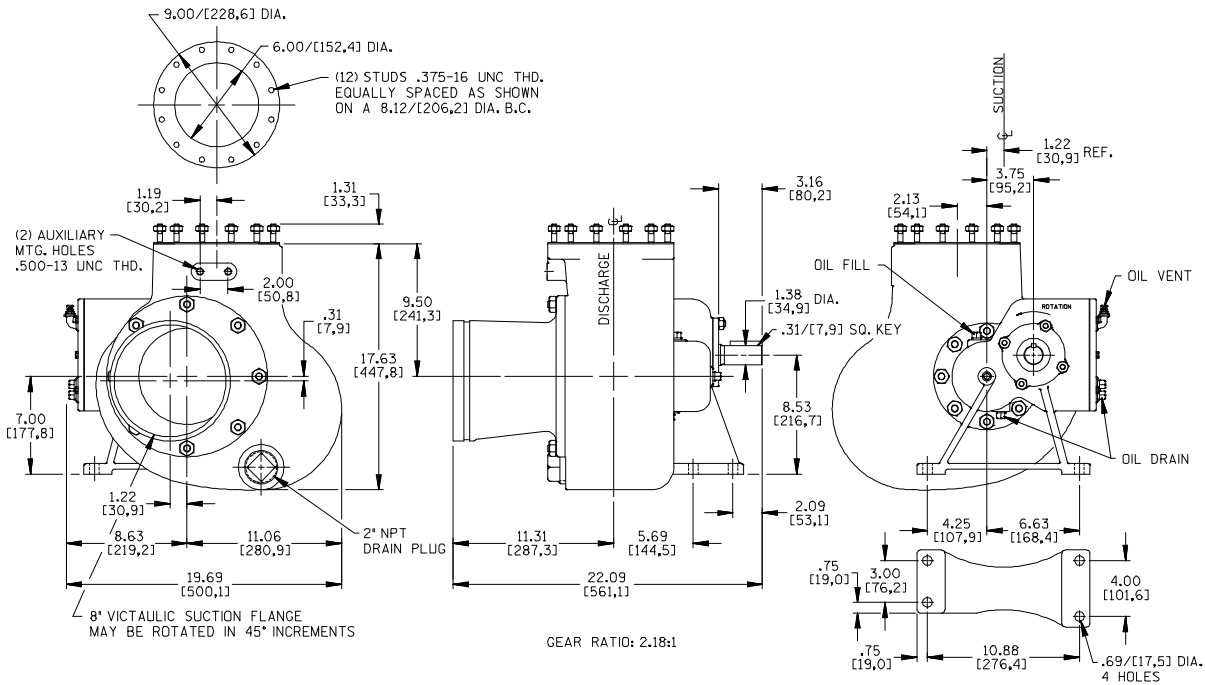 9.00/[228,6] DIA.
6.00/[152,4] DIA.
(12) STUDS .375-16 UNC THD.
EQUALLY SPACED AS SHOWN
ON A 8.12/[206,2] DIA. B.C.
1.19
[30,2]
1.31
[33,3]
(2) AUXILIARY
MTG. HOLES
.500-13 UNC THD.
2.00
[50,8]
.31
[7,9]
17.63
[447,8]
7.00
[177,8]
1.22
[30,9]
8.63
[219,2]
11.06
[280,9]
19.69
[500,1]
2" NPT
DRAIN PLUG
8" VICTAULIC SUCTION FLANGE
MAY BE ROTATED IN 45° INCREMENTS
9.50
[241,3]
DISCHARGE
CL
3.16
[80,2]
1.38
[34,9]
DIA.
.31/[7,9] SQ. KEY
8.53
[216,7]
2.09
[53,1]
11.31
[287,3]
5.69
[144,5]
22.09
[561,1]
GEAR RATIO: 2.18:1
SUCTION
CL
1.22
[30,9] REF.
3.75
[95,2]
2.13
[54,1]
OIL FILL
OIL VENT
ROTATION
OIL DRAIN
4.25
[107,9]
6.63
[168,4]
.75
[19,0]
3.00
[76,2]
4.00
[101,6]
.75
[19,0]
10.88
[276,4]
.69/[17,5] DIA.
4 HOLES